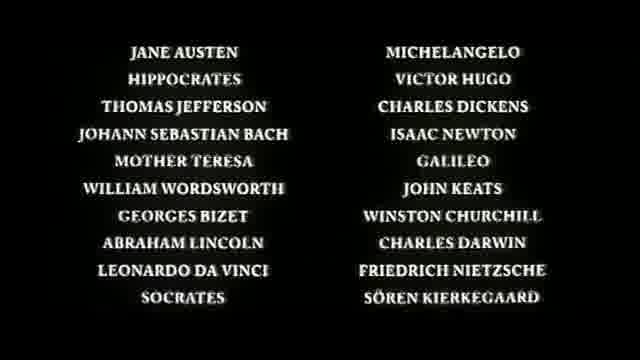 JANE AUSTEN
HIPPOCRATES
THOMAS JEFFERSON
JOHANN SEBASTIAN BACH
MOTHER TERESA
WILLIAM WORDSWORTH
GEORGES BIZET
ABRAHAM LINCOLN
LEONARDO DA VINCI
SOCRATES
MICHELANGELO
VICTOR HUGO
CHARLES DICKENS
ISAAC NEWTON
GALILEO
JOHN KEATS
WINSTON CHURCHILL
CHARLES DARWIN
FRIEDRICH NIETZSCHE
SÖREN KIERKEGAARD